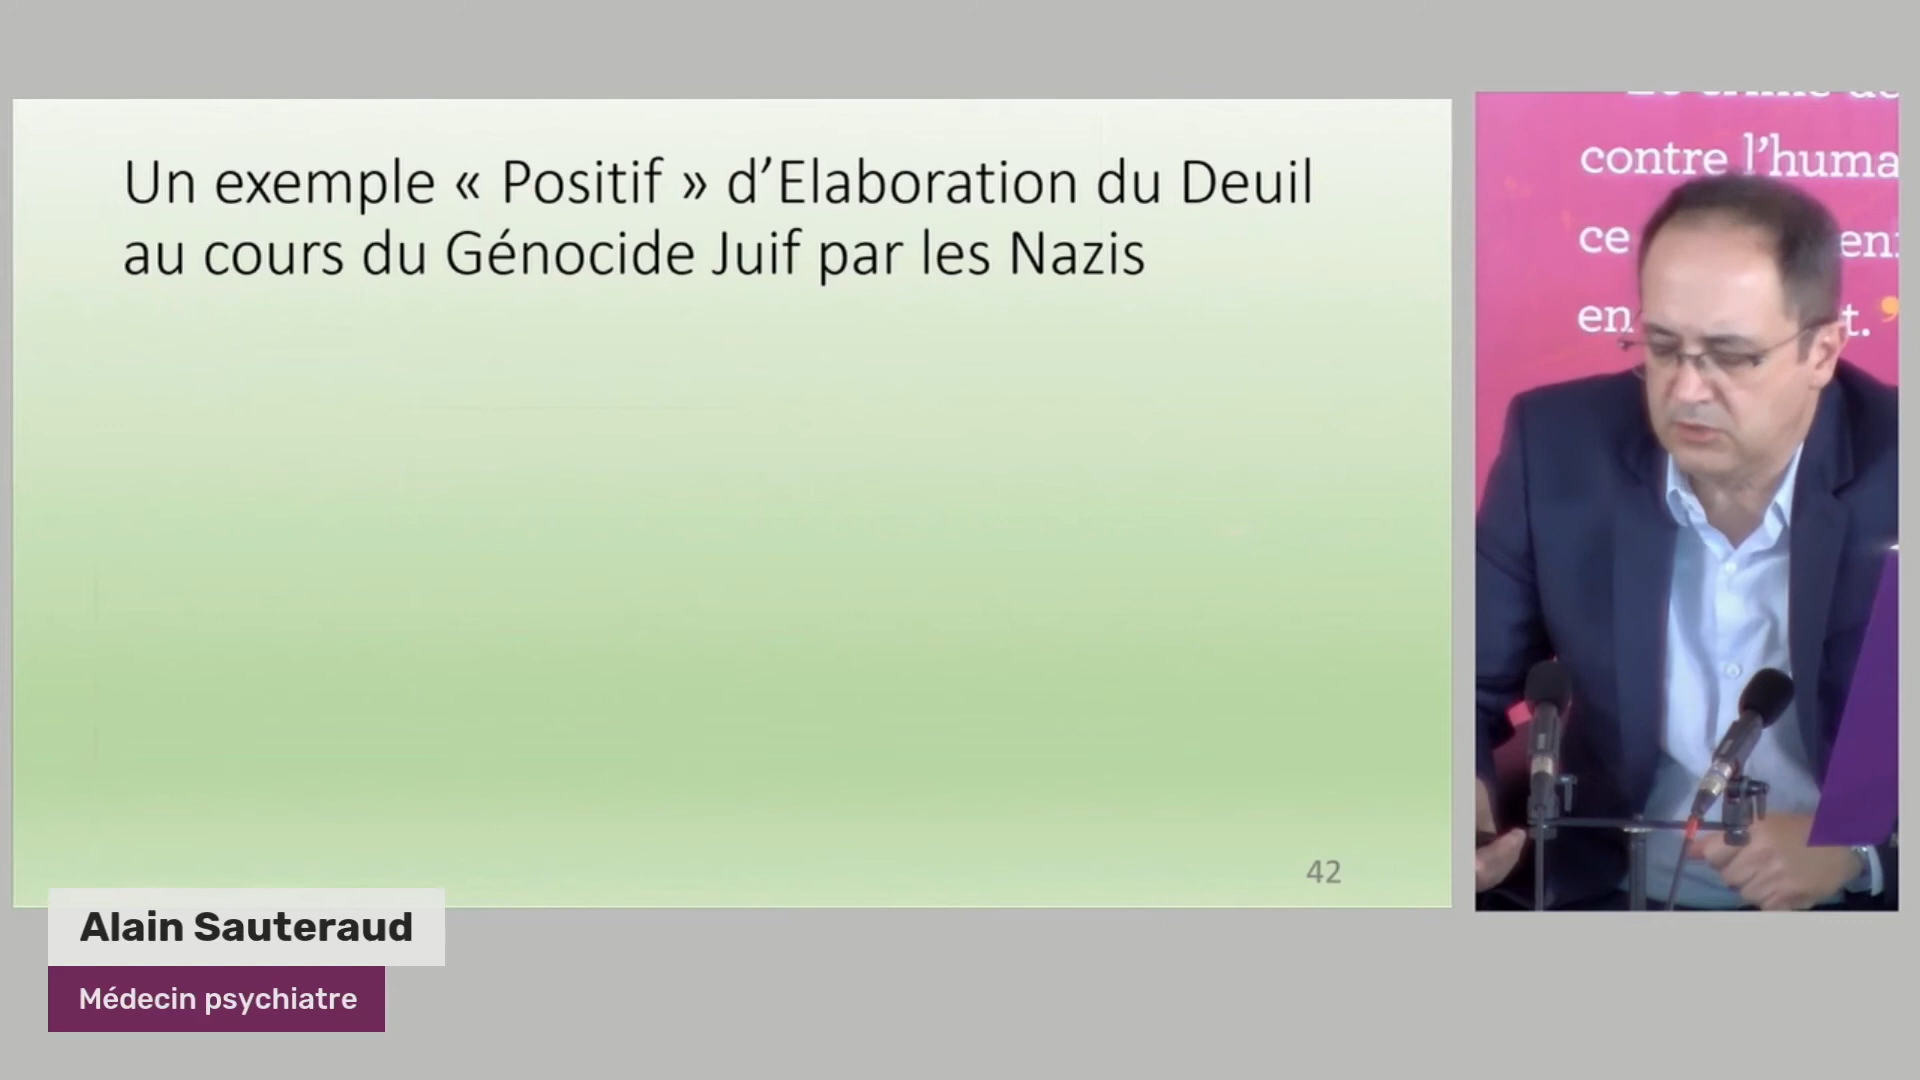 Un exemple « Positif » d’Elaboration du Deuil
au cours du Génocide Juif par les Nazis
42
contre l’huma
ce
en
t.
Alain Sauteraud
Médecin psychiatre